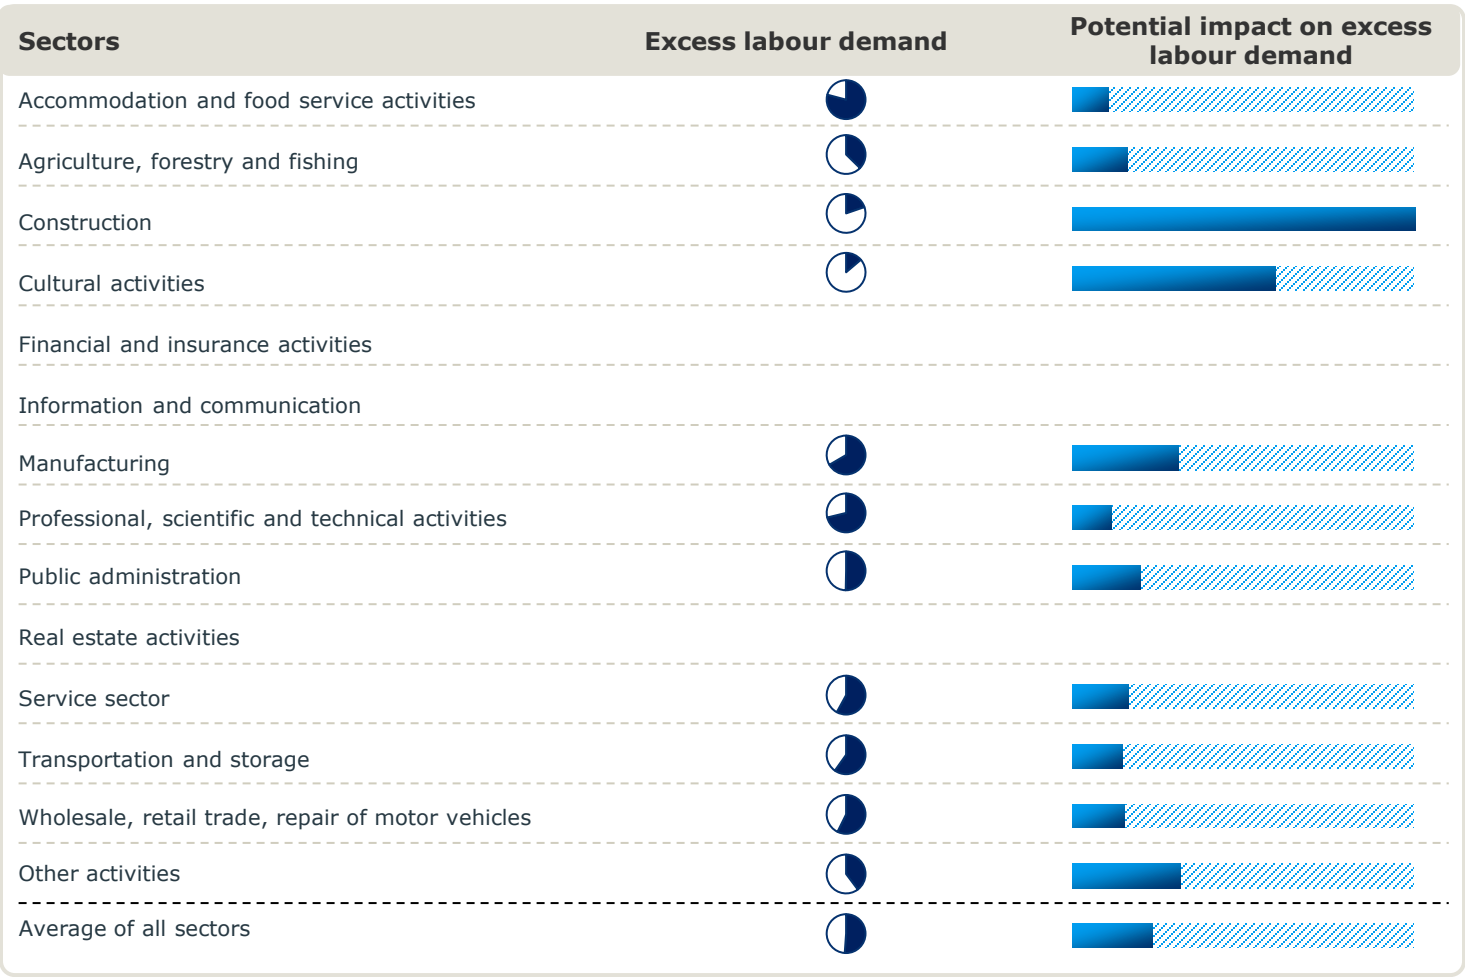 Sectors
Excess labour demand
Potential impact on excess
labour demand
Accommodation and food service activities
Agriculture, forestry and fishing
Construction
Cultural activities
Financial and insurance activities
Information and communication
Manufacturing
Professional, scientific and technical activities
Public administration
Real estate activities
Service sector
Transportation and storage
Wholesale, retail trade, repair of motor vehicles
Other activities
Average of all sectors